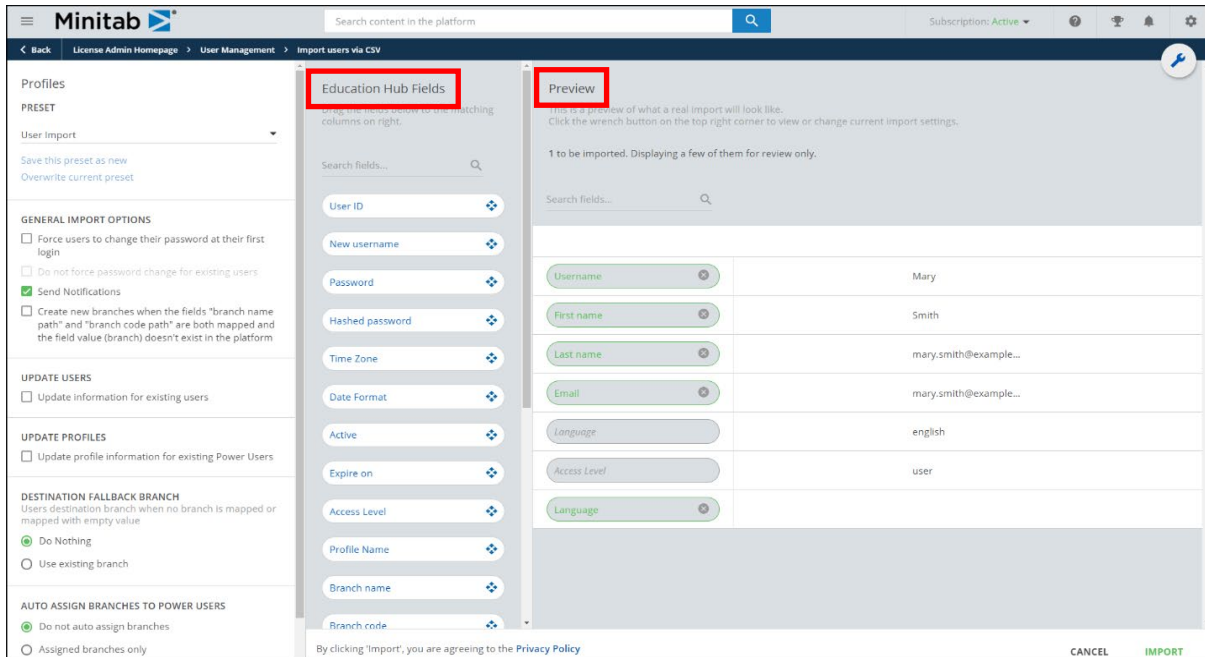 Minitab
Search content in the platform
Subscription: Active
Back
License Admin Homepage > User Management > Import users via CSV
Profiles
PRESET
User Import
Save this preset as new
Overwrite current preset
GENERAL IMPORT OPTIONS
Force users to change their password at their first
login
Do not force password change for existing users
Send Notifications
Create new branches when the fields "branch name
path" and "branch code path" are both mapped and
the field value (branch) doesn't exist in the platform
UPDATE USERS
Update information for existing users
UPDATE PROFILES
Update profile information for existing Power Users
DESTINATION FALLBACK BRANCH
Users destination branch when no branch is mapped or
mapped with empty value
Do Nothing
Use existing branch
AUTO ASSIGN BRANCHES TO POWER USERS
Do not auto assign branches
Assigned branches only
Education Hub Fields
Drag the fields below to the matching
columns on right.
Search fields...
User ID
New username
Password
Hashed password
Time Zone
Date Format
Active
Expire on
Access Level
Profile Name
Branch name
Branch code
Preview
This is a preview of what a real import will look like.
Click the wrench button on the top right corner to view or change current import settings.
1 to be imported. Displaying a few of them for review only.
Search fields...
Username Mary
First name Smith
Last name mary.smith@example...
Email mary.smith@example...
Language english
Access Level user
Language
By clicking 'Import', you are agreeing to the Privacy Policy
CANCEL IMPORT